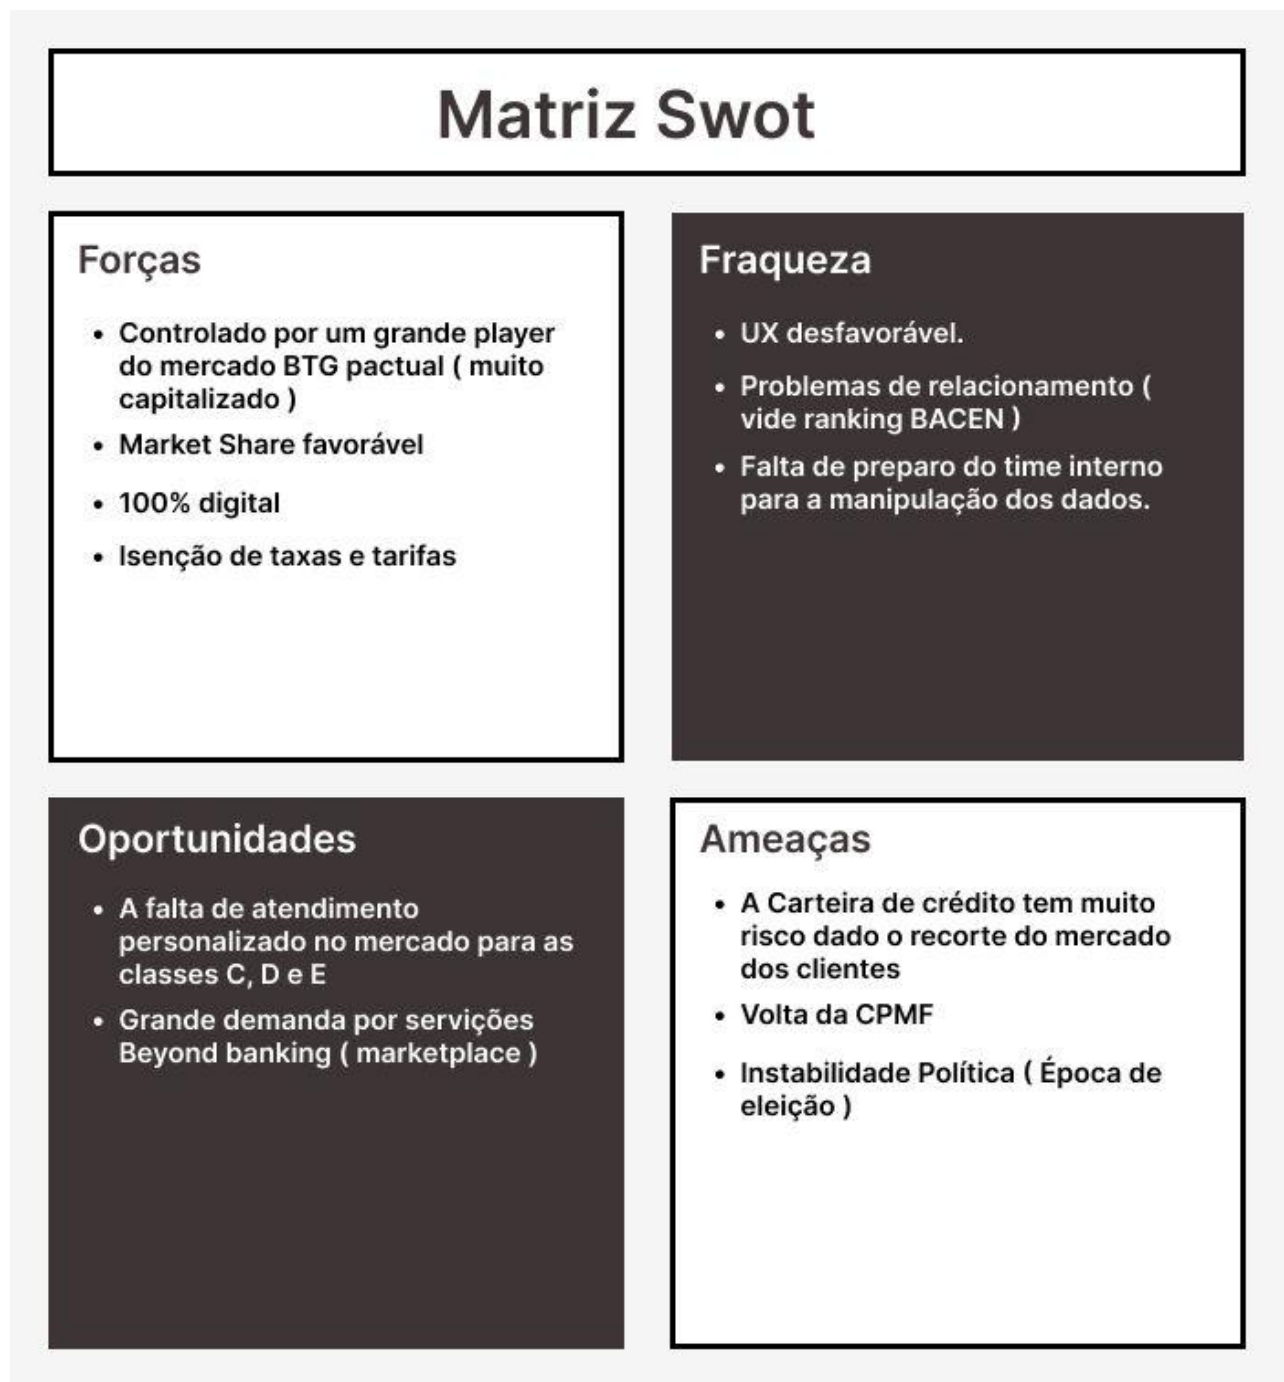 Matriz Swot
Forças
• Controlado por um grande player
do mercado BTG pactual ( muito
capitalizado )
• Market Share favorável
• 100% digital
• Isenção de taxas e tarifas
Fraqueza
• UX desfavorável.
• Problemas de relacionamento (
vide ranking BACEN )
• Falta de preparo do time interno
para a manipulação dos dados.
Oportunidades
• A falta de atendimento
personalizado no mercado para as
classes C, D e E
• Grande demanda por servições
Beyond banking ( marketplace )
Ameaças
• A Carteira de crédito tem muito
risco dado o recorte do mercado
dos clientes
• Volta da CPMF
• Instabilidade Política ( Época de
eleição )